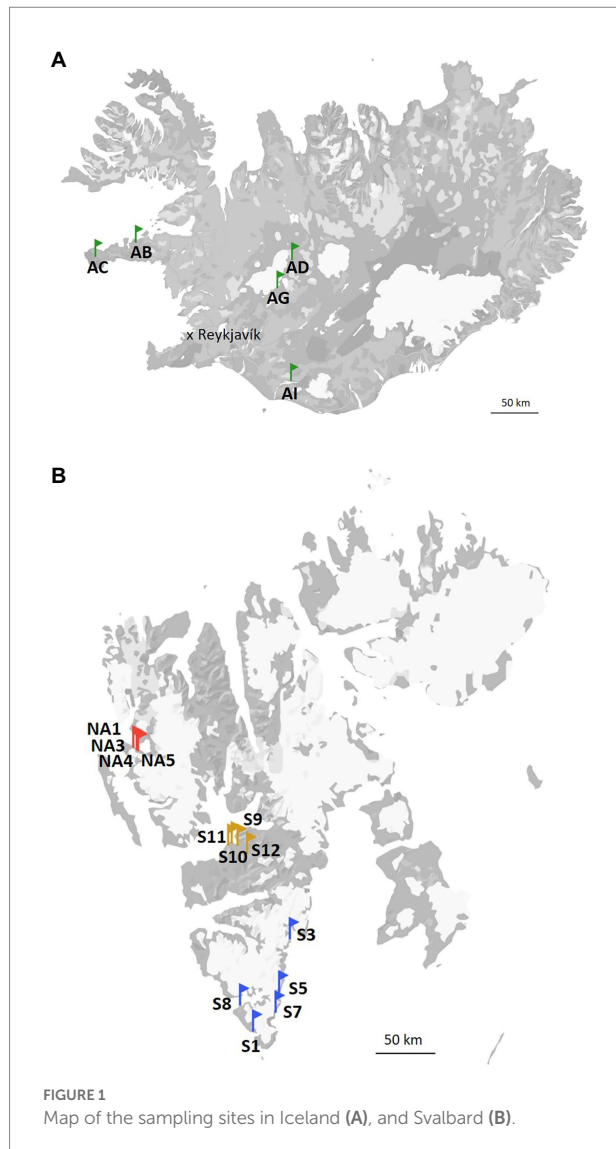 A
AC
AB
AD
AG
x Reykjavík
AI
50 km
B
NA1
NA3
NA4
NA5
S9
S11
S10
S12
S3
S5
S8
S7
S1
50 km
FIGURE 1
Map of the sampling sites in Iceland (A), and Svalbard (B).